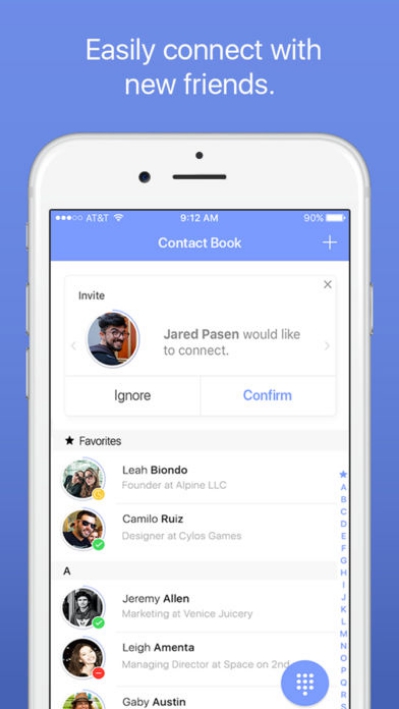 Easily connect with
new friends.
AT&T 9:12 AM 90%
Contact Book
Invite
Jared Pasen would like
to connect.
Ignore Confirm
Favorites
Leah Biondo
Founder at Alpine LLC
Camilo Ruiz
Designer at Cylos Games
A
Jeremy Allen
Marketing at Venice Juicery
Leigh Amenta
Managing Director at Space on 2nd
Gaby Austin
A
B
C
D
E
F
G
H
I
J
K
L
M
N
O
P
Q
R
S